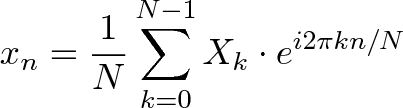 x_n = \frac{1}{N} \sum_{k=0}^{N-1} X_k \cdot e^{i2\pi kn/N}